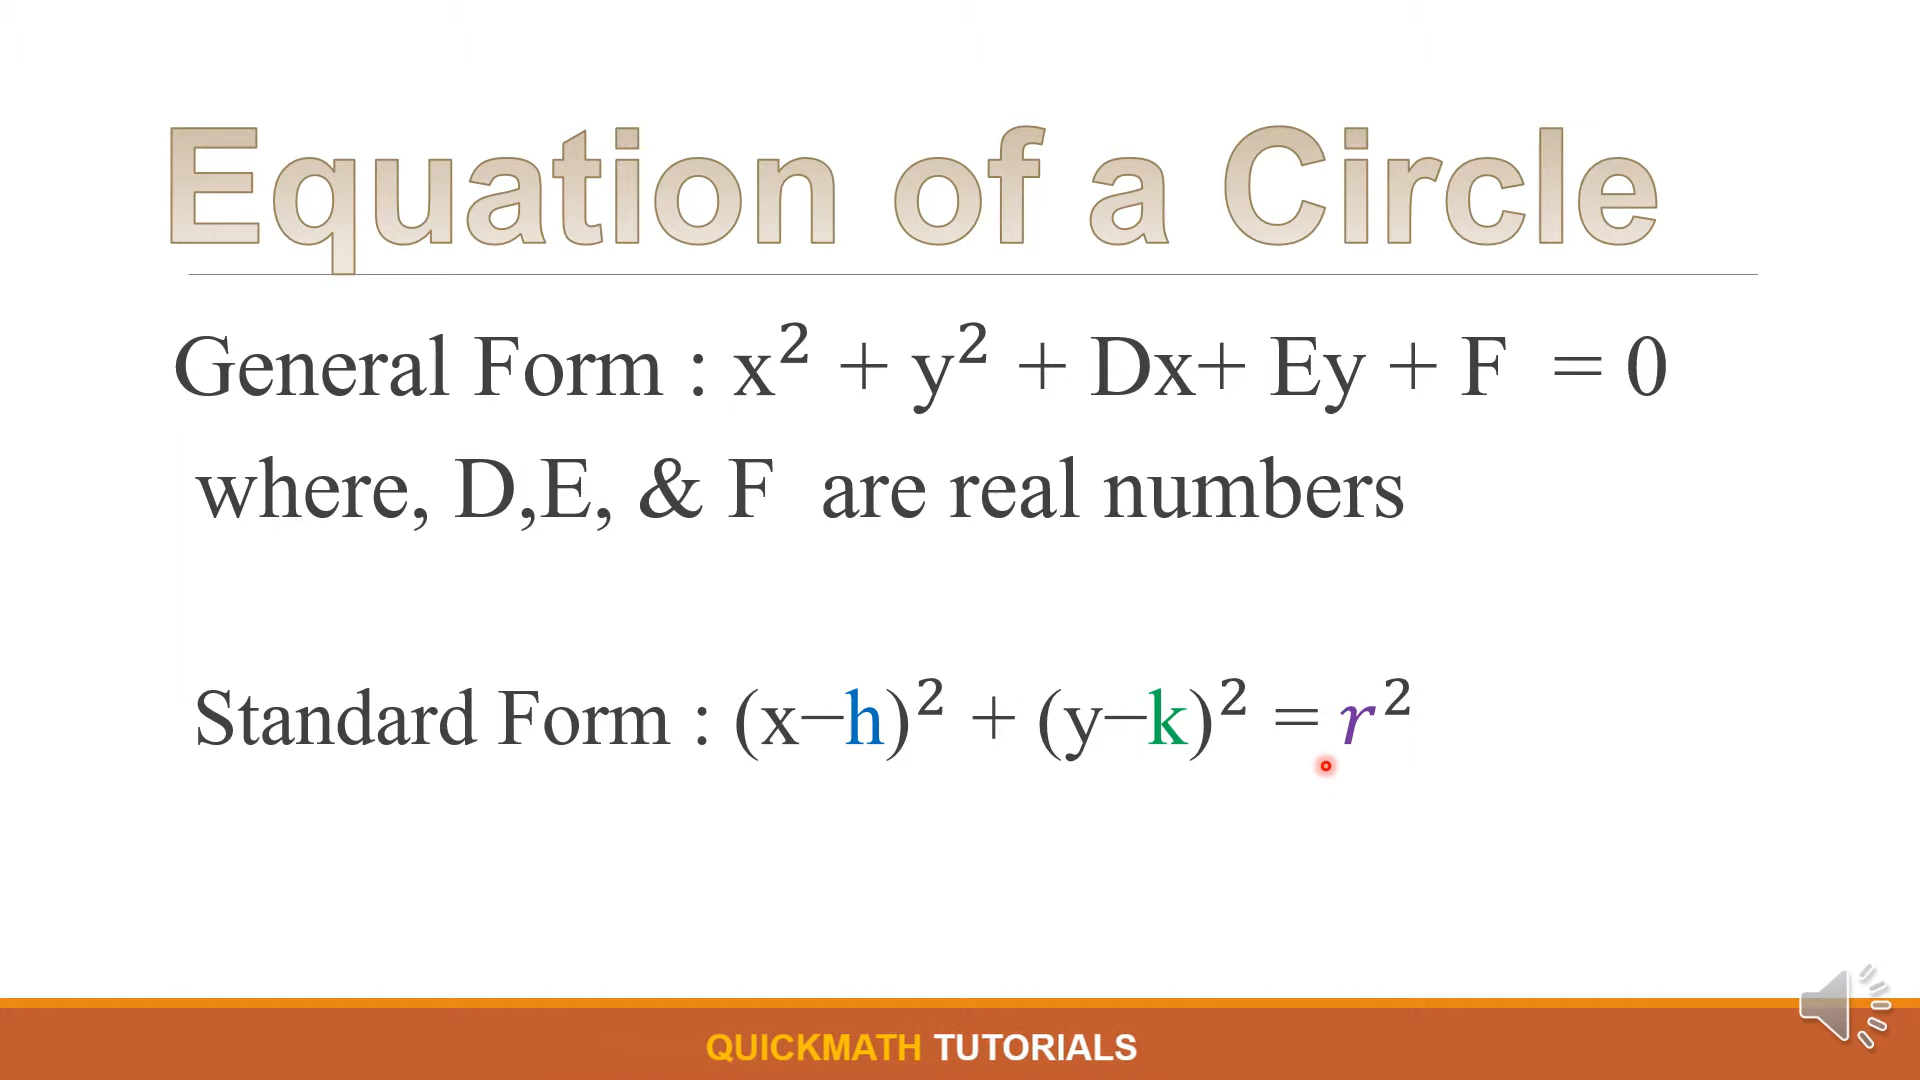 Equation of a Circle
General Form : x² + y² + Dx+ Ey + F = 0
where, D,E, & F are real numbers
Standard Form : (x−h)² + (y−k)² = r²
QUICKMATH TUTORIALS